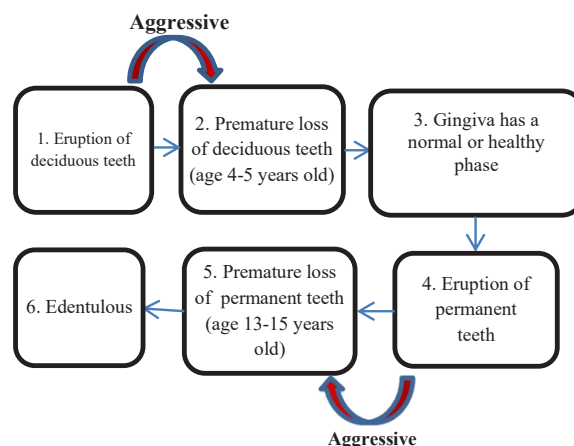 Aggressive
1. Eruption of
deciduous teeth
2. Premature loss
of deciduous teeth
(age 4-5 years old)
3. Gingiva has a
normal or healthy
phase
4. Eruption of
permanent
teeth
5. Premature loss
of permanent teeth
(age 13-15 years
old)
6. Edentulous
Aggressive